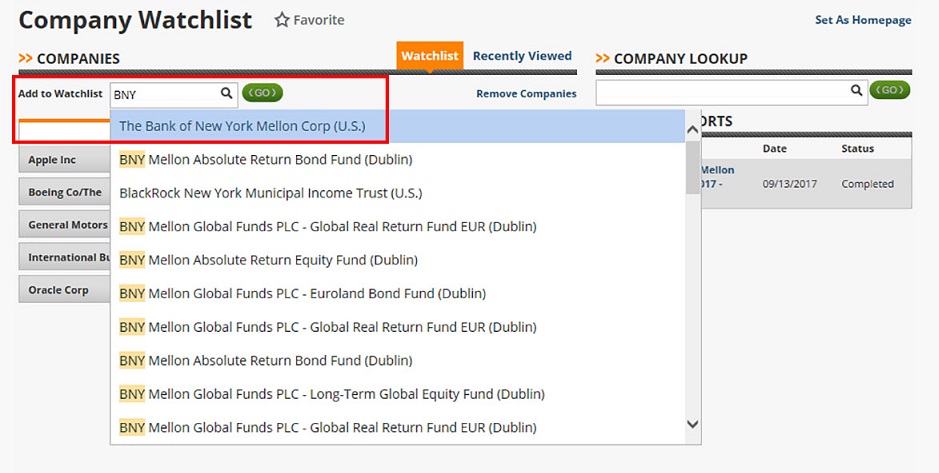 Company Watchlist ☆ Favorite
Set As Homepage
>> COMPANIES
Watchlist Recently Viewed
>> COMPANY LOOKUP
Add to Watchlist BNY (GO)
Remove Companies
(GO)
The Bank of New York Mellon Corp (U.S.)
BNY Mellon Absolute Return Bond Fund (Dublin)
BlackRock New York Municipal Income Trust (U.S.)
BNY Mellon Global Funds PLC - Global Real Return Fund EUR (Dublin)
BNY Mellon Absolute Return Equity Fund (Dublin)
BNY Mellon Global Funds PLC - Euroland Bond Fund (Dublin)
BNY Mellon Global Funds PLC - Global Real Return Fund EUR (Dublin)
BNY Mellon Absolute Return Bond Fund (Dublin)
BNY Mellon Global Funds PLC - Long-Term Global Equity Fund (Dublin)
BNY Mellon Global Funds PLC - Global Real Return Fund EUR (Dublin)
Apple Inc
Boeing Co/The
General Motors
International Bu
Oracle Corp
ORTS
Date Status
Mellon
017 - 09/13/2017 Completed